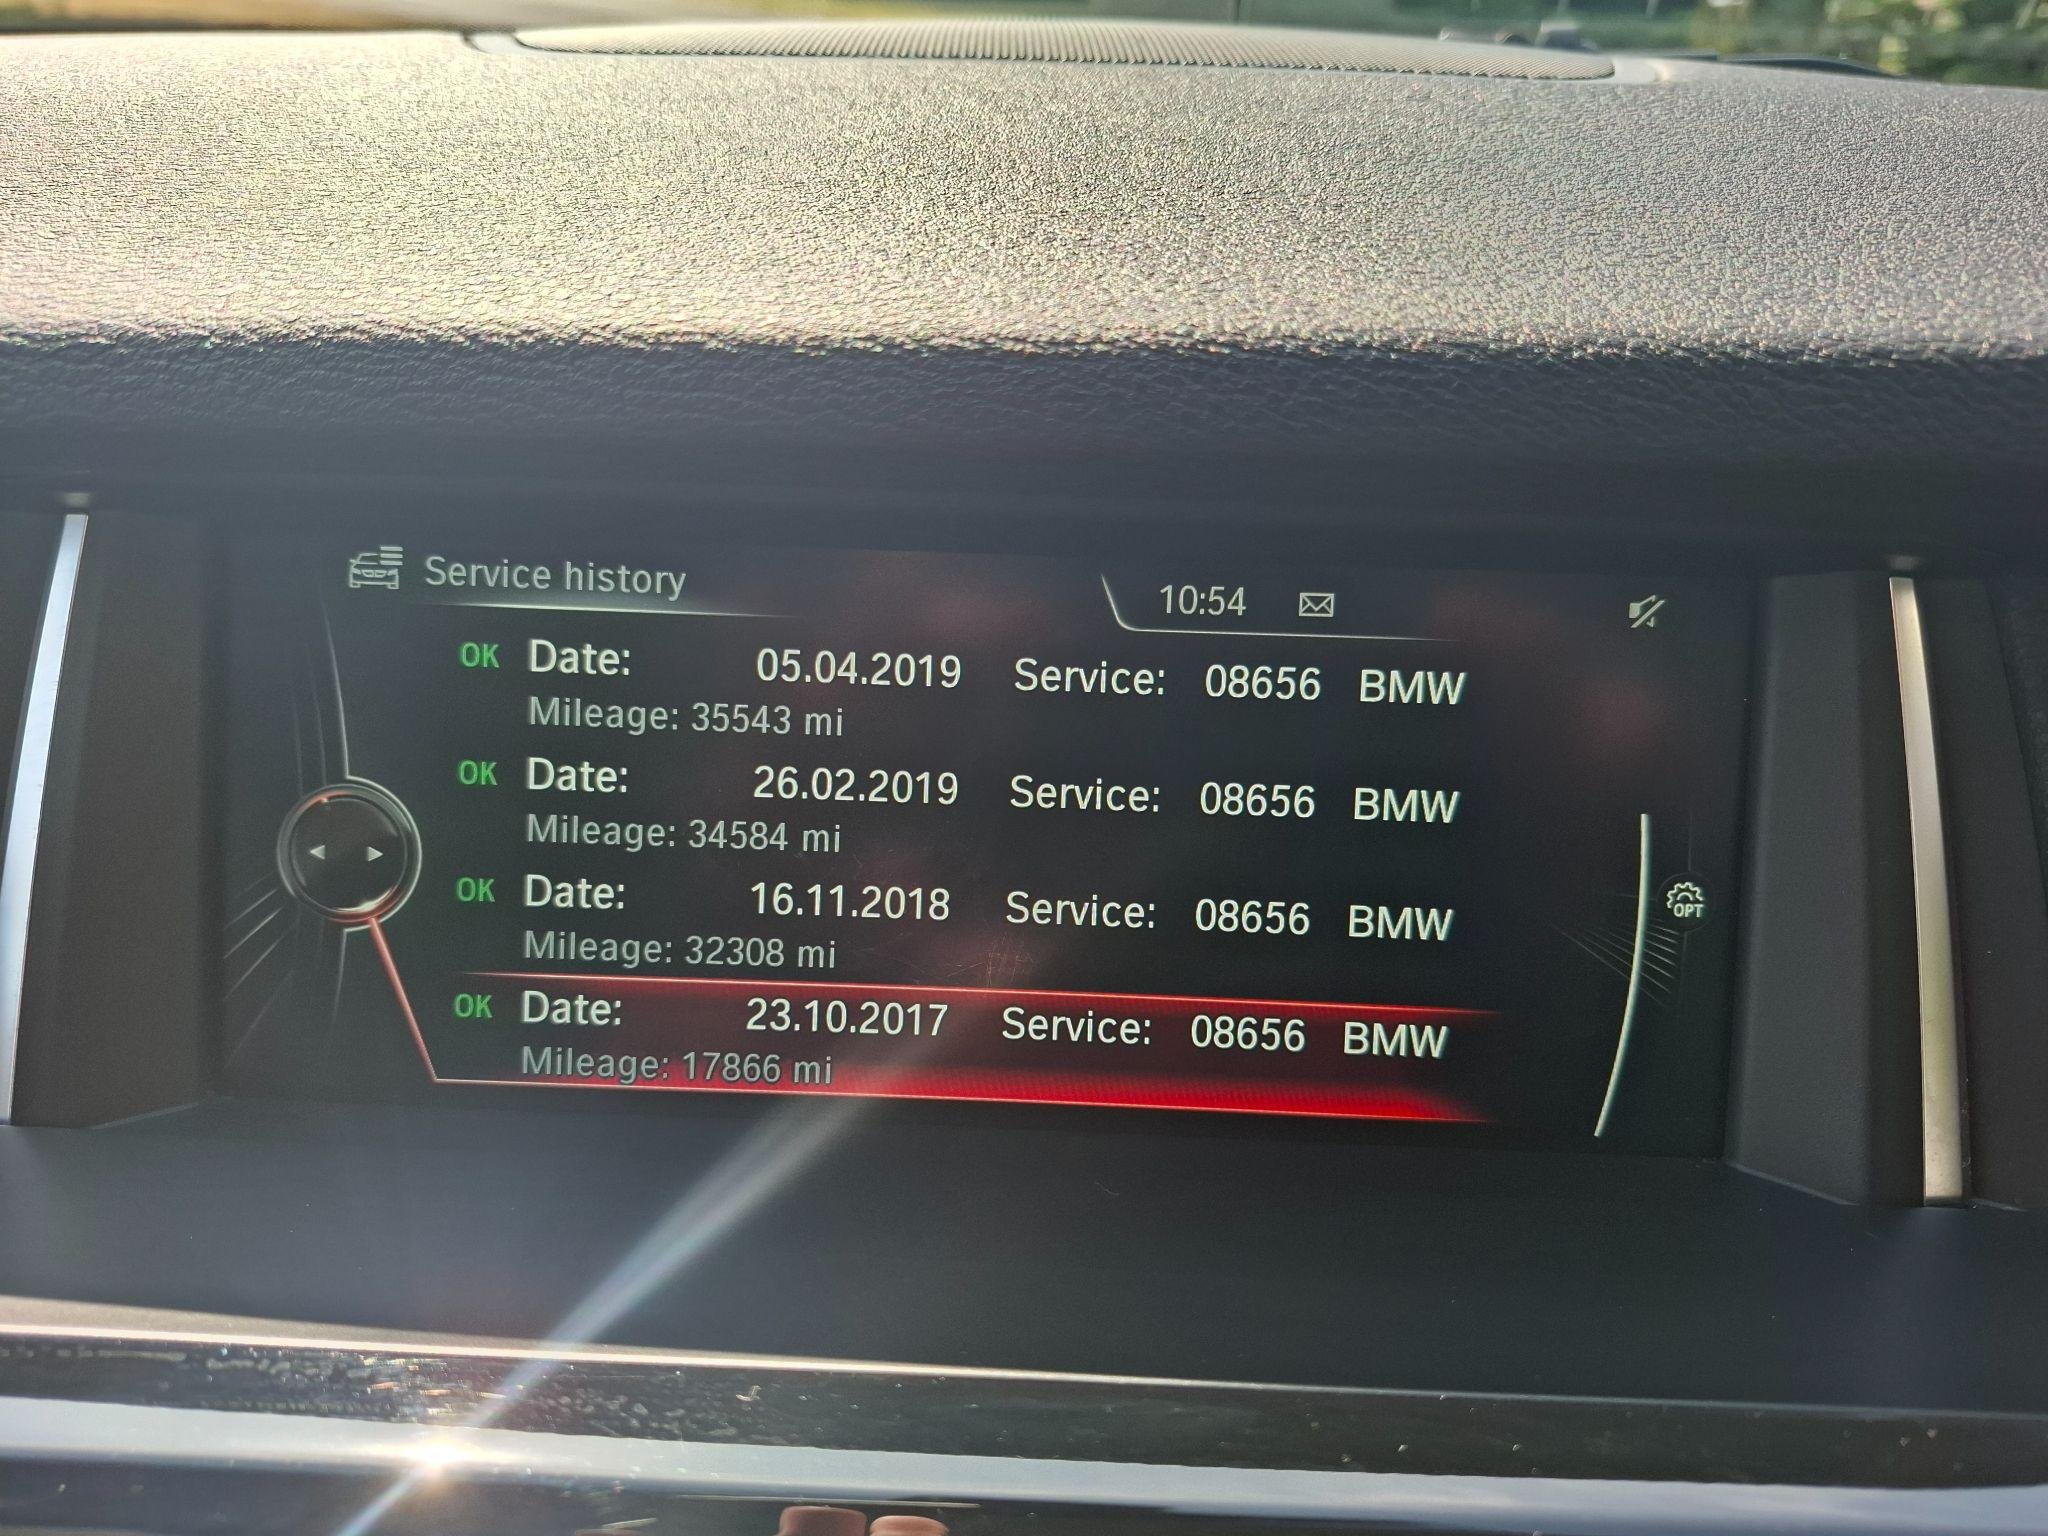 Service history
10:54
OK Date: 05.04.2019 Service: 08656 BMW
Mileage: 35543 mi
OK Date: 26.02.2019 Service: 08656 BMW
Mileage: 34584 mi
OK Date: 16.11.2018 Service: 08656 BMW
Mileage: 32308 mi
OK Date: 23.10.2017 Service: 08656 BMW
Mileage: 17866 mi
OPT